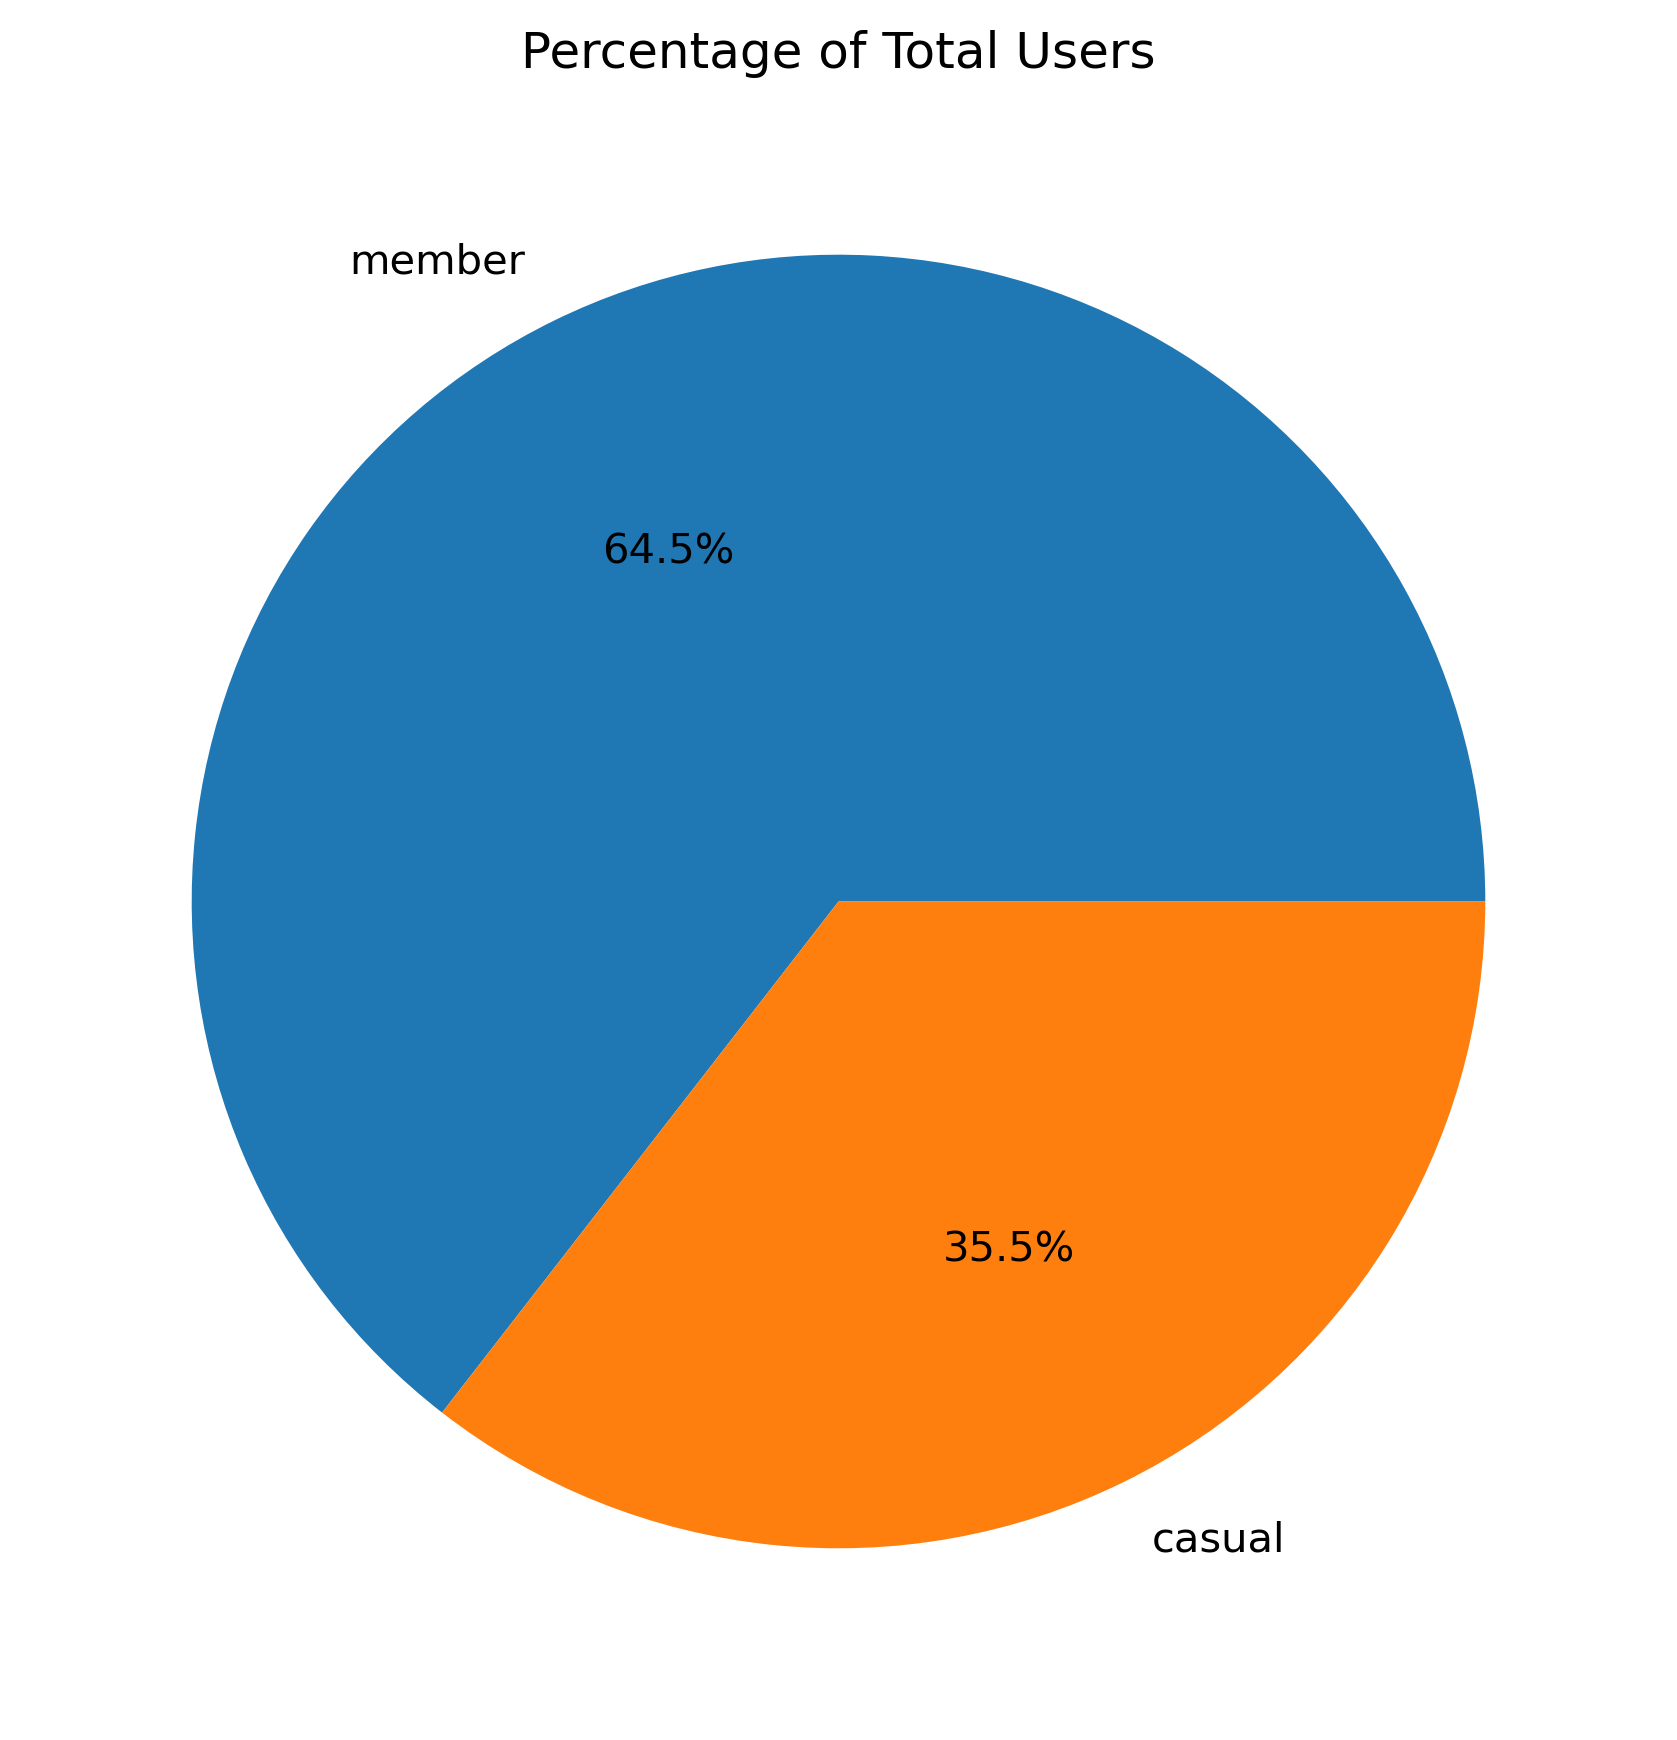 Percentage of Total Users
member
64.5%
35.5%
casual